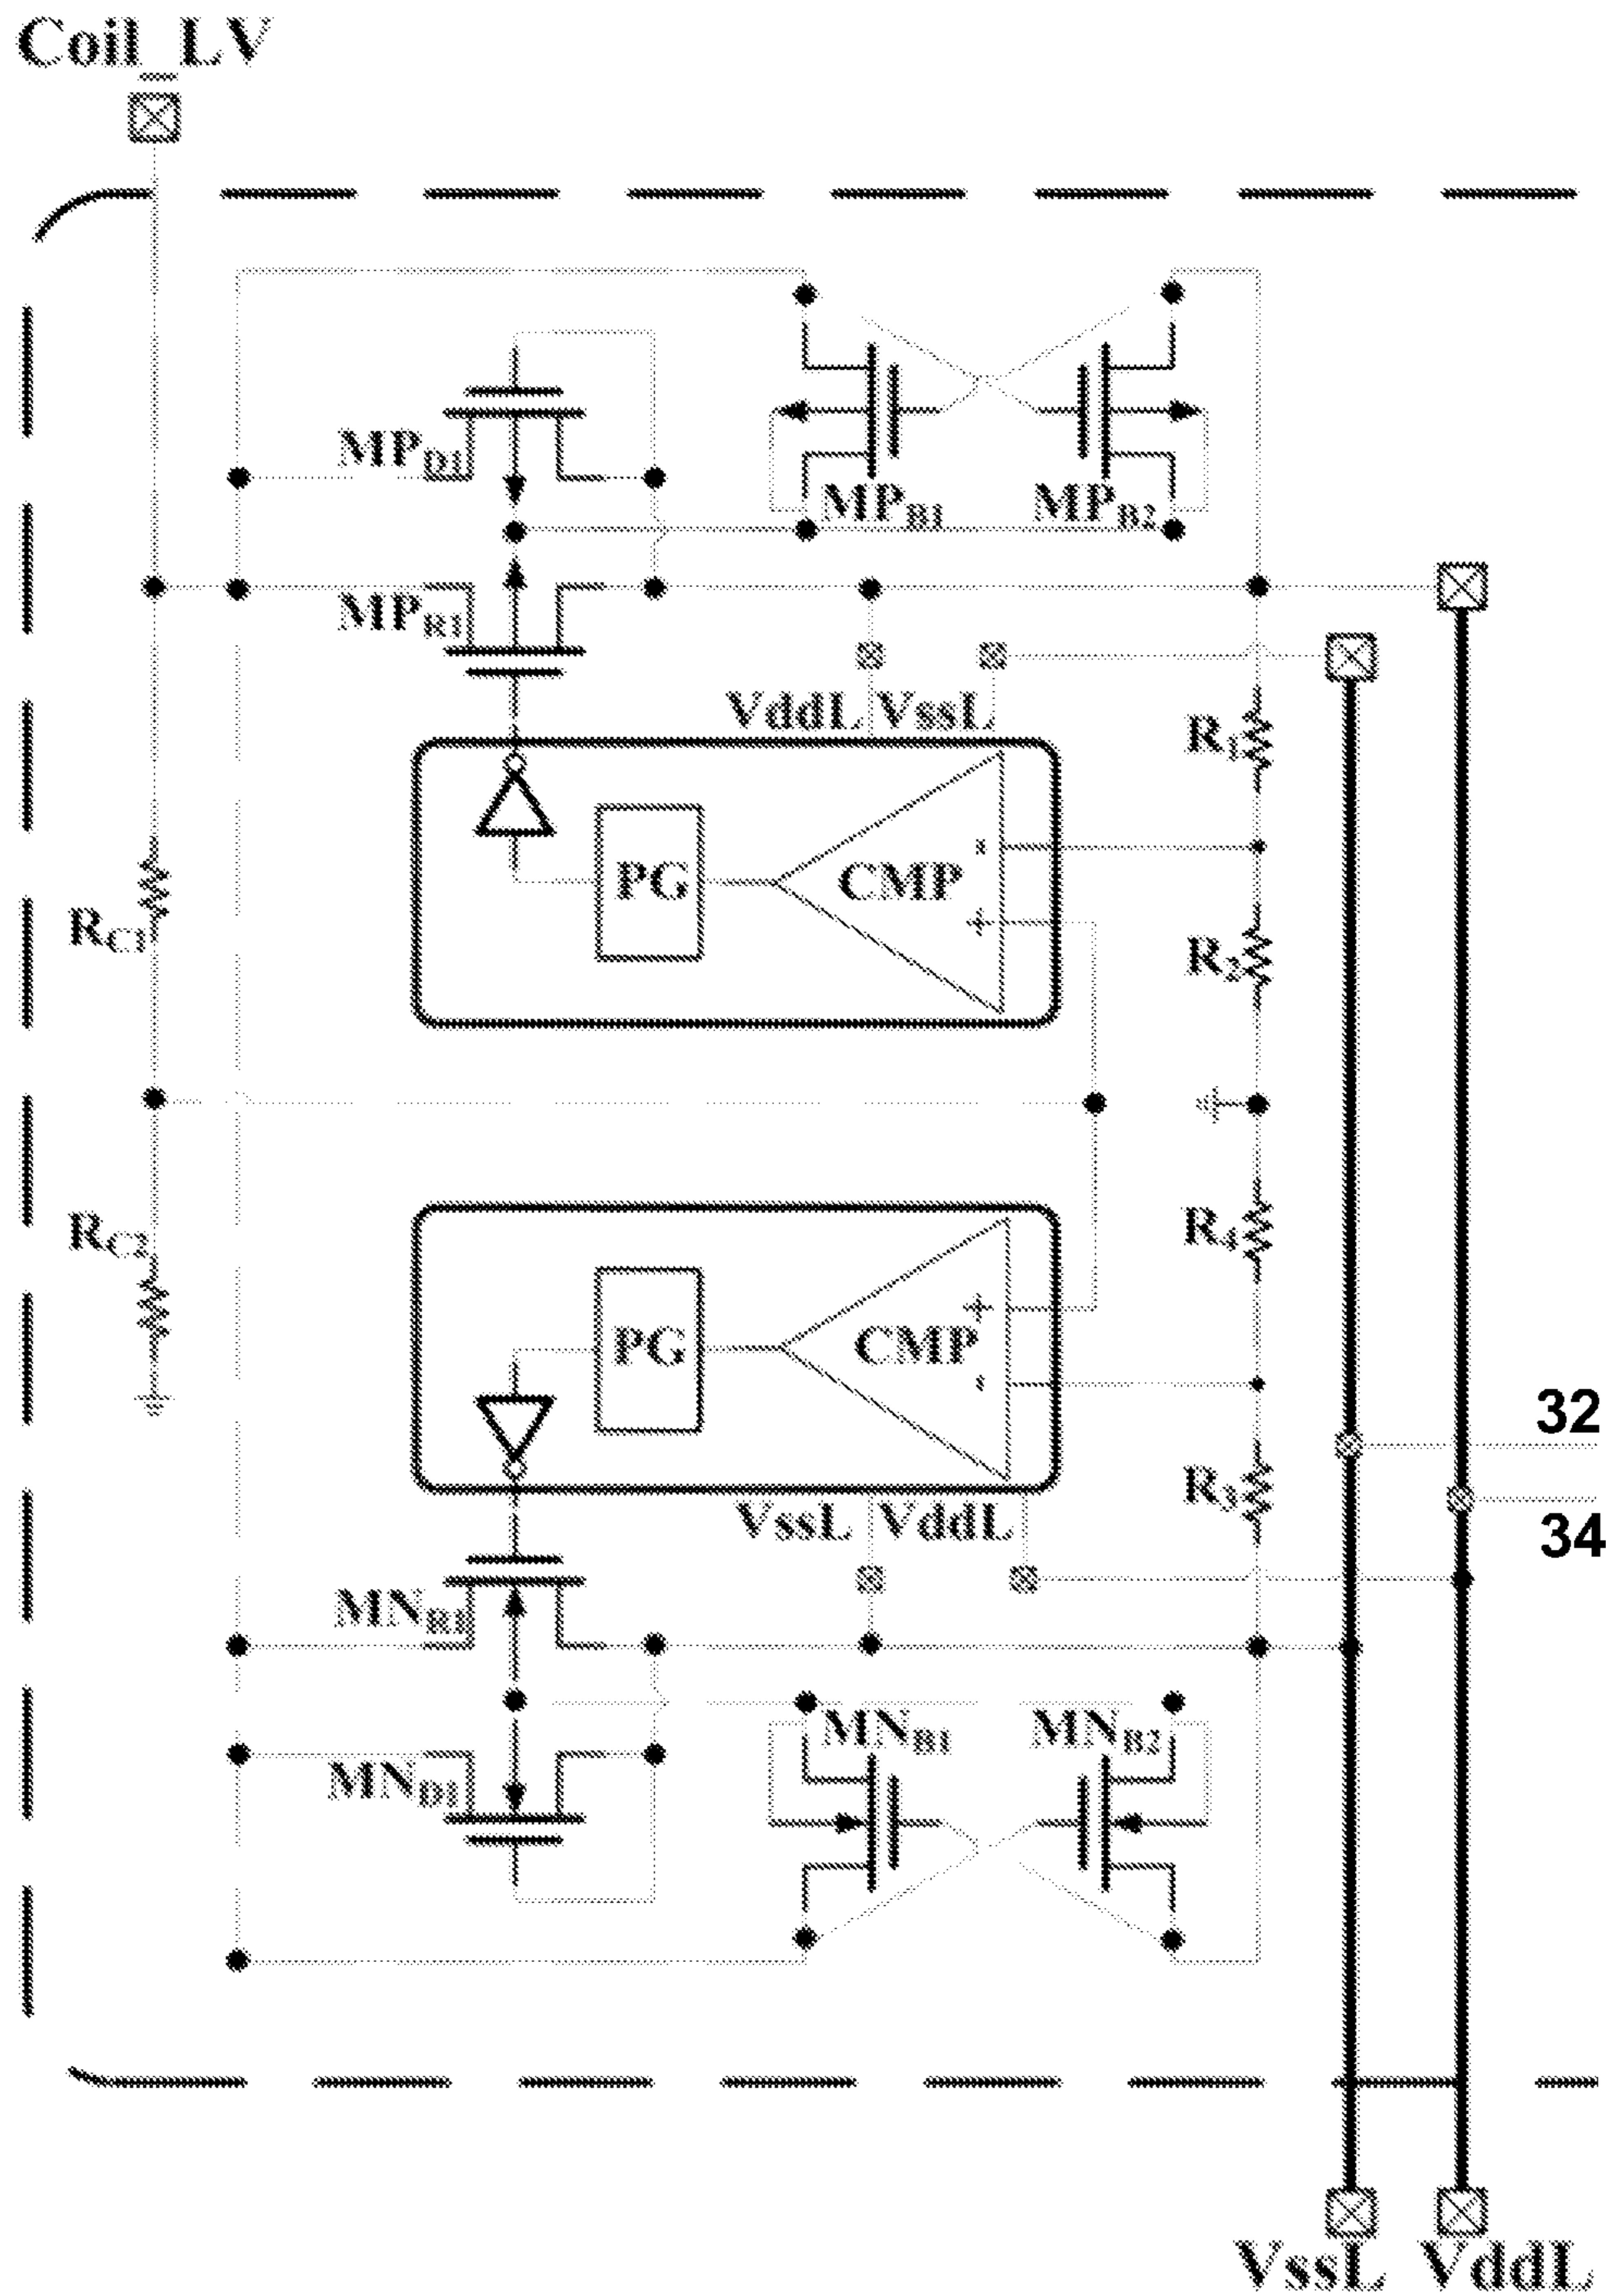 Coil_LV
MP_D1
MP_B1 MP_B2
MP_R1
VddL VssL
R_1
PG CMP - +
R_C1
R_2
R_C2
R_4
PG CMP + -
32
R_3
VssL VddL
34
MN_R1
MN_B1 MN_B2
MN_D1
VssL VddL